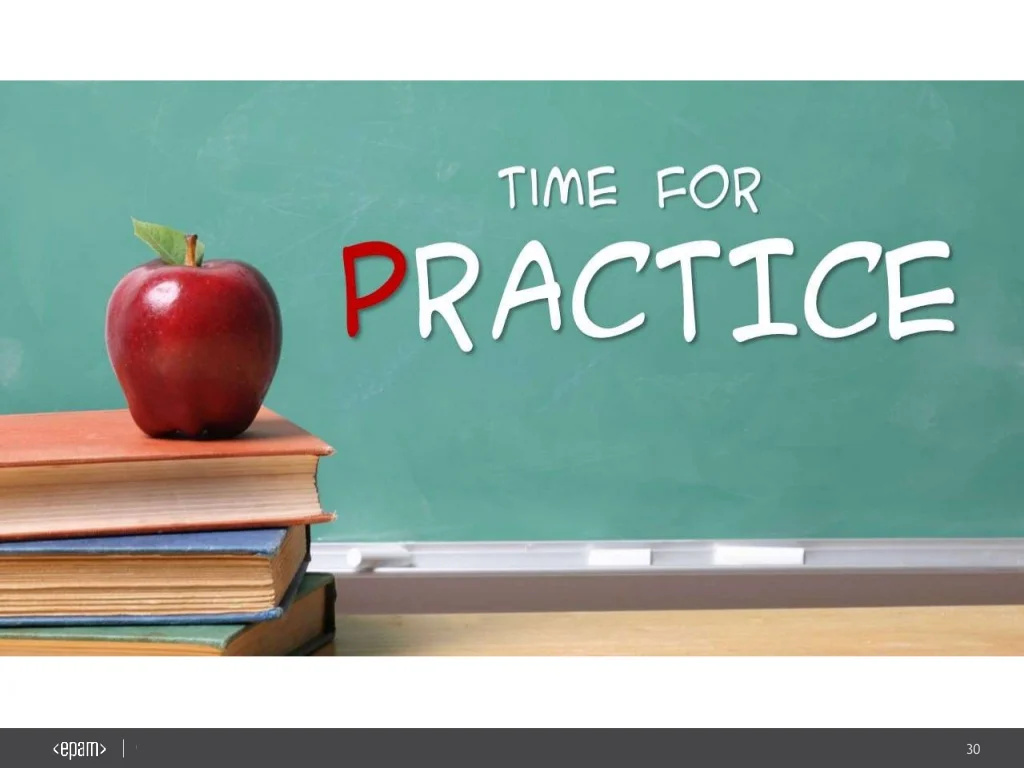 TIME FOR
PRACTICE
<epam> |
30